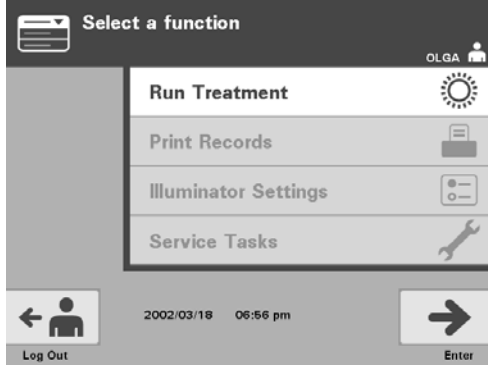 Select a function
OLGA
Run Treatment
Print Records
Illuminator Settings
Service Tasks
2002/03/18 06:56 pm
Log Out
Enter